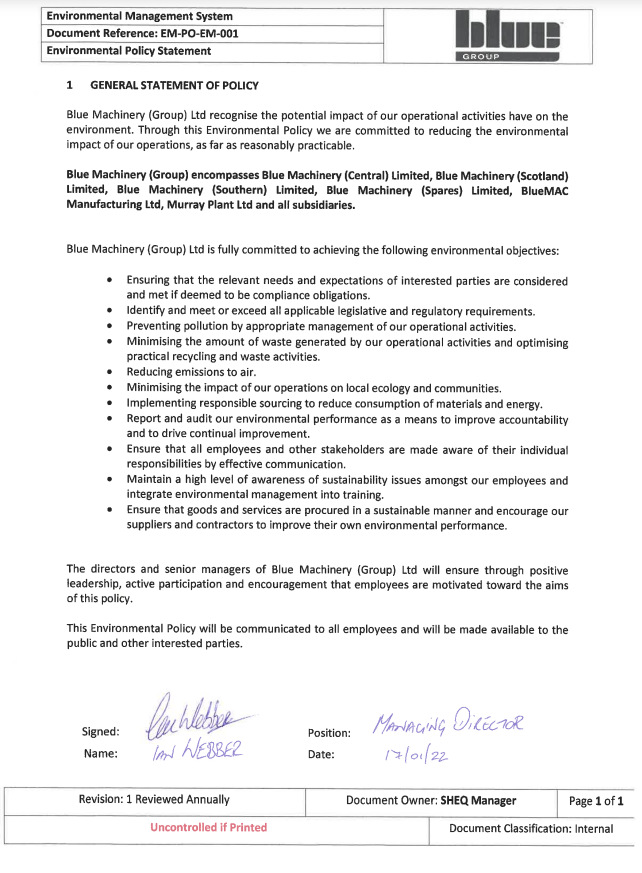 Environmental Management System
Document Reference: EM-PO-EM-001
Environmental Policy Statement
blue
GROUP
1 GENERAL STATEMENT OF POLICY
Blue Machinery (Group) Ltd recognise the potential impact of our operational activities have on the
environment. Through this Environmental Policy we are committed to reducing the environmental
impact of our operations, as far as reasonably practicable.
Blue Machinery (Group) encompasses Blue Machinery (Central) Limited, Blue Machinery (Scotland)
Limited, Blue Machinery (Southern) Limited, Blue Machinery (Spares) Limited, BlueMAC
Manufacturing Ltd, Murray Plant Ltd and all subsidiaries.
Blue Machinery (Group) Ltd is fully committed to achieving the following environmental objectives:
• Ensuring that the relevant needs and expectations of interested parties are considered
and met if deemed to be compliance obligations.
• Identify and meet or exceed all applicable legislative and regulatory requirements.
• Preventing pollution by appropriate management of our operational activities.
• Minimising the amount of waste generated by our operational activities and optimising
practical recycling and waste activities.
• Reducing emissions to air.
• Minimising the impact of our operations on local ecology and communities.
• Implementing responsible sourcing to reduce consumption of materials and energy.
• Report and audit our environmental performance as a means to improve accountability
and to drive continual improvement.
• Ensure that all employees and other stakeholders are made aware of their individual
responsibilities by effective communication.
• Maintain a high level of awareness of sustainability issues amongst our employees and
integrate environmental management into training.
• Ensure that goods and services are procured in a sustainable manner and encourage our
suppliers and contractors to improve their own environmental performance.
The directors and senior managers of Blue Machinery (Group) Ltd will ensure through positive
leadership, active participation and encouragement that employees are motivated toward the aims
of this policy.
This Environmental Policy will be communicated to all employees and will be made available to the
public and other interested parties.
Signed: Ian Webber
Position: MANAGING DIRECTOR
Name: IAN WEBBER
Date: 17/01/22
Revision: 1 Reviewed Annually
Document Owner: SHEQ Manager
Page 1 of 1
Uncontrolled if Printed
Document Classification: Internal